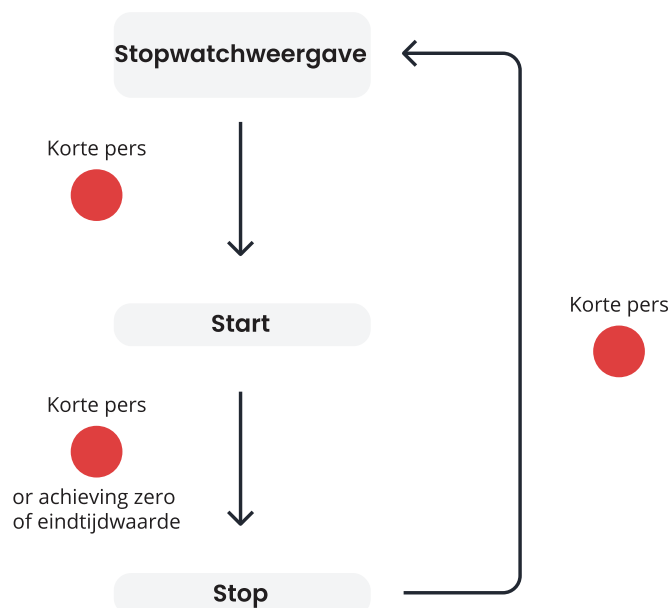 Stopwatchweergave
Korte pers
Start
Korte pers
Korte pers
or achieving zero
of eindtijdwaarde
Stop